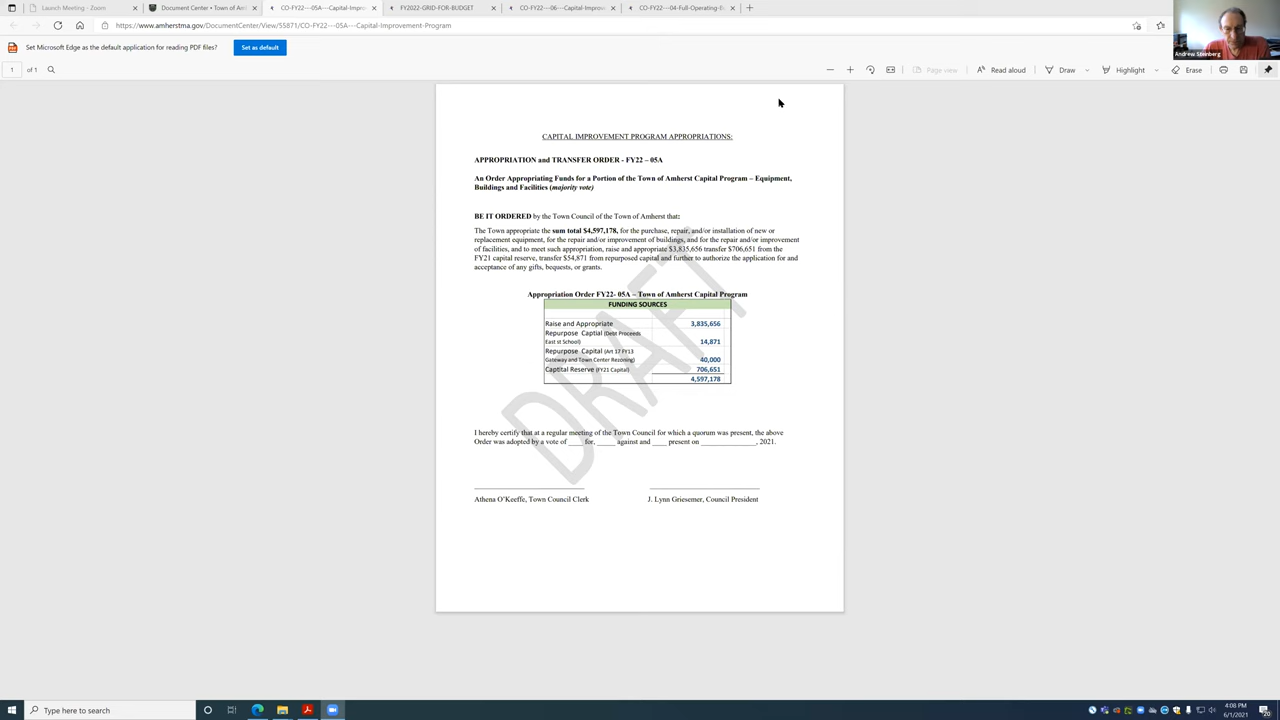 Launch Meeting - Zoom
Document Center • Town of Am
CO-FY22---05A---Capital-Impro
FY2022-GRID-FOR-BUDGET
CO-FY22---06---Capital-Improve
CO-FY22---04-Full-Operating-B
https://www.amherstma.gov/DocumentCenter/View/55871/CO-FY22---05A---Capital-Improvement-Program
Set Microsoft Edge as the default application for reading PDF files?
Set as default
Andrew Steinberg
1 of 1
Page view
Read aloud
Draw
Highlight
Erase
CAPITAL IMPROVEMENT PROGRAM APPROPRIATIONS:
APPROPRIATION and TRANSFER ORDER - FY22 – 05A
An Order Appropriating Funds for a Portion of the Town of Amherst Capital Program – Equipment,
Buildings and Facilities (majority vote)
BE IT ORDERED by the Town Council of the Town of Amherst that:
The Town appropriate the sum total $4,597,178, for the purchase, repair, and/or installation of new or
replacement equipment, for the repair and/or improvement of buildings, and for the repair and/or improvement
of facilities, and to meet such appropriation, raise and appropriate $3,835,656 transfer $706,651 from the
FY21 capital reserve, transfer $54,871 from repurposed capital and further to authorize the application for and
acceptance of any gifts, bequests, or grants.
Appropriation Order FY22- 05A – Town of Amherst Capital Program
FUNDING SOURCES
Raise and Appropriate 3,835,656
Repurpose Captial (Debt Proceeds
East st School) 14,871
Repurpose Capital (Art 17 FY13
Gateway and Town Center Rezoning) 40,000
Captital Reserve (FY21 Capital) 706,651
4,597,178
DRAFT
I hereby certify that at a regular meeting of the Town Council for which a quorum was present, the above
Order was adopted by a vote of ____ for, _____ against and ____ present on ________________, 2021.
Athena O'Keeffe, Town Council Clerk
J. Lynn Griesemer, Council President
Type here to search
4:08 PM
6/1/2021
20